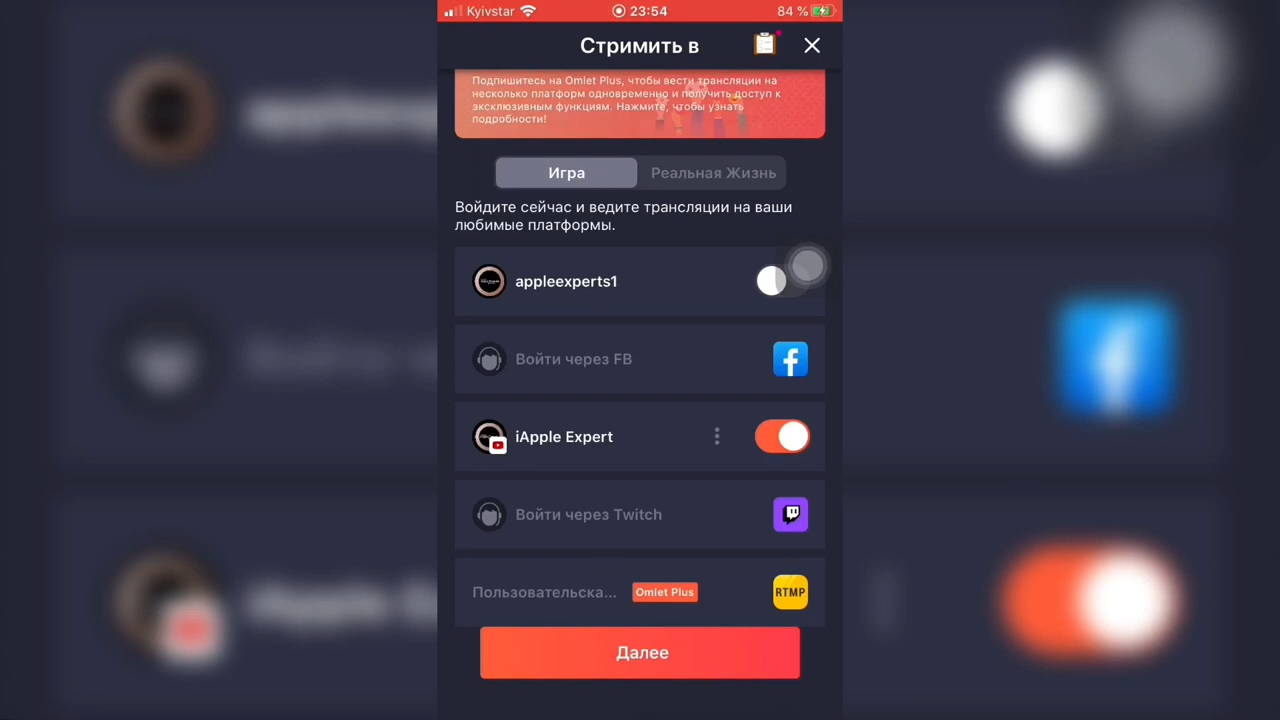 Kyivstar 23:54 84 %
Стримить в
Подпишитесь на Omlet Plus, чтобы вести трансляции на
несколько платформ одновременно и получить доступ к
эксклюзивным функциям. Нажмите, чтобы узнать
подробности!
Игра Реальная Жизнь
Войдите сейчас и ведите трансляции на ваши
любимые платформы.
appleexperts1
Войти через FB
iApple Expert
Войти через Twitch
Пользовательска... Omlet Plus RTMP
Далее